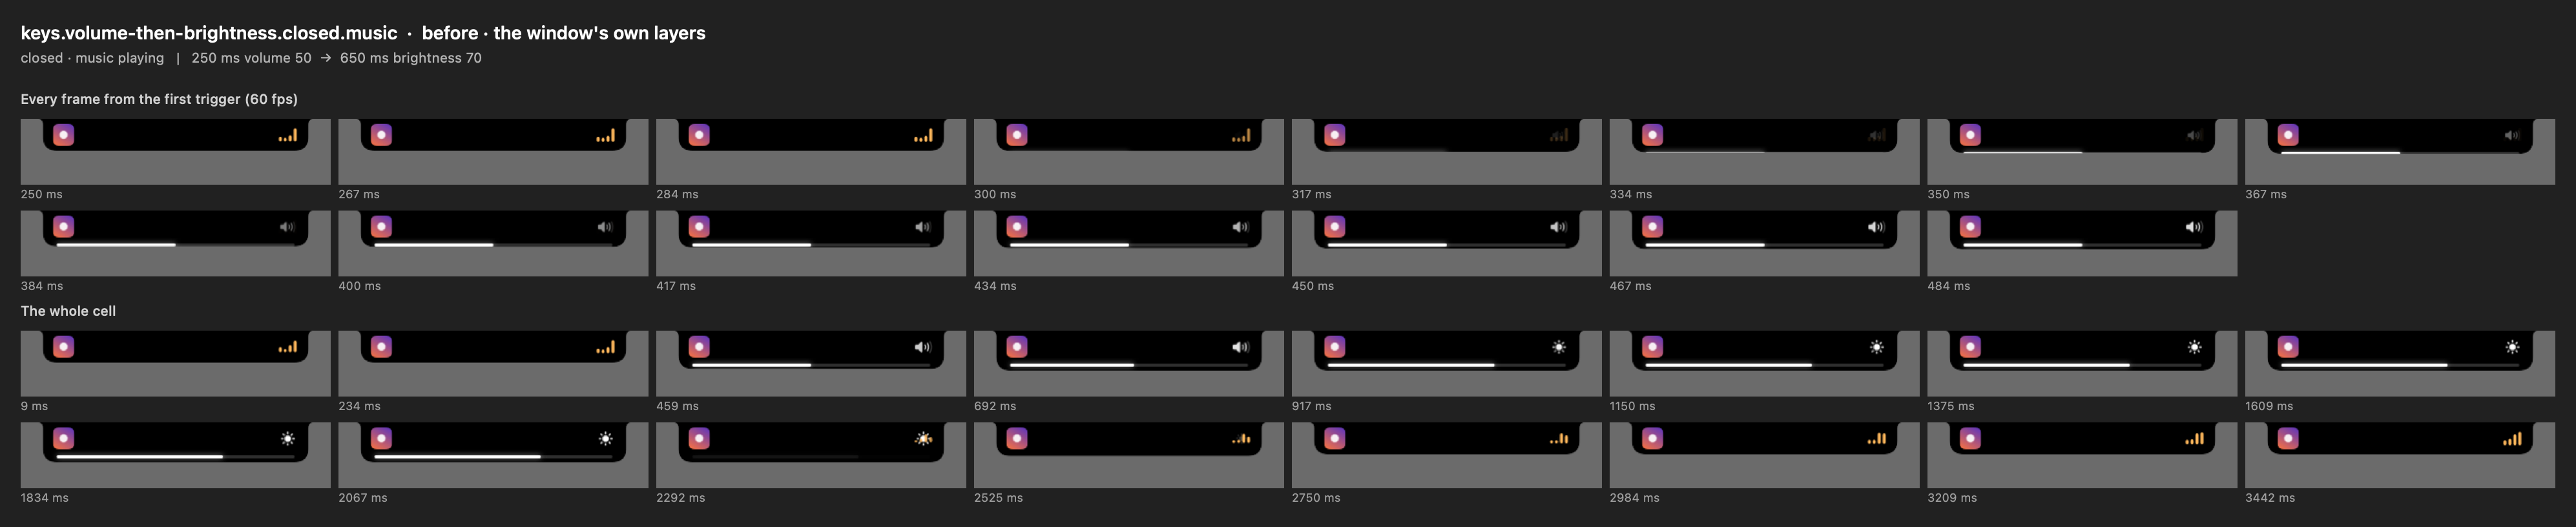 keys.volume-then-brightness.closed.music · before · the window's own layers
closed · music playing | 250 ms volume 50 → 650 ms brightness 70
Every frame from the first trigger (60 fps)
250 ms 267 ms 284 ms 300 ms 317 ms 334 ms 350 ms 367 ms
384 ms 400 ms 417 ms 434 ms 450 ms 467 ms 484 ms
The whole cell
9 ms 234 ms 459 ms 692 ms 917 ms 1150 ms 1375 ms 1609 ms
1834 ms 2067 ms 2292 ms 2525 ms 2750 ms 2984 ms 3209 ms 3442 ms